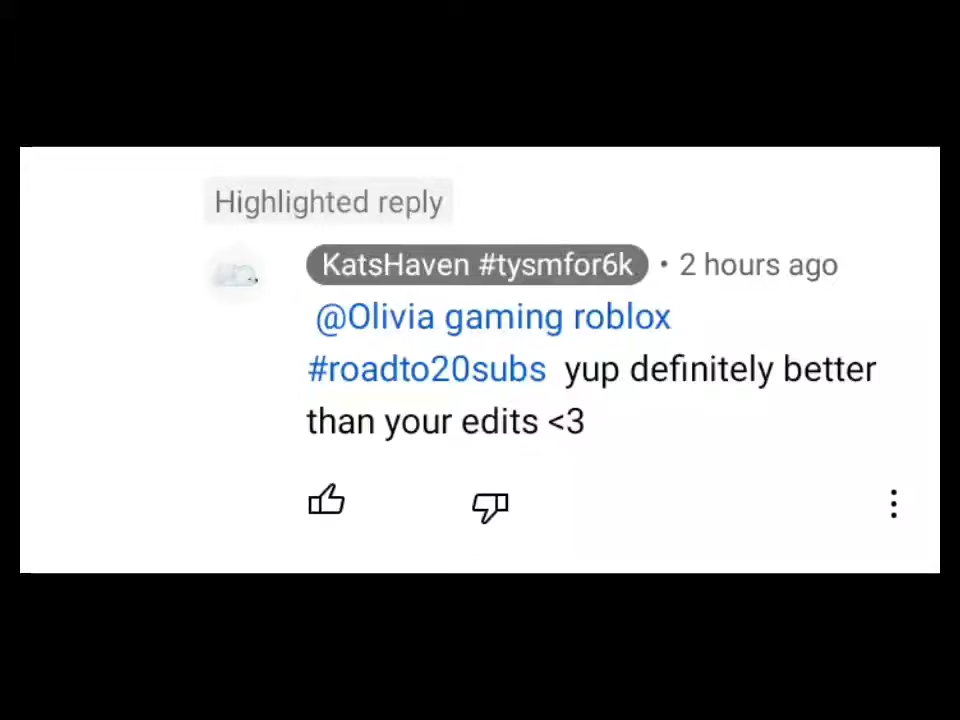 Highlighted reply
KatsHaven #tysmfor6k • 2 hours ago
@Olivia gaming roblox
#roadto20subs yup definitely better
than your edits <3